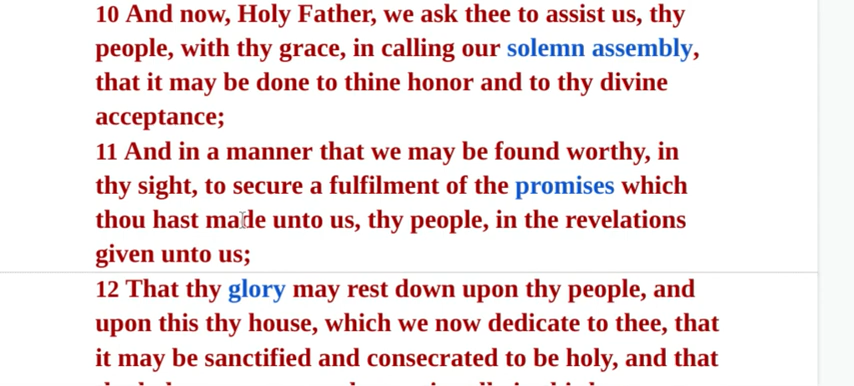 10 And now, Holy Father, we ask thee to assist us, thy
people, with thy grace, in calling our solemn assembly,
that it may be done to thine honor and to thy divine
acceptance;
11 And in a manner that we may be found worthy, in
thy sight, to secure a fulfilment of the promises which
thou hast made unto us, thy people, in the revelations
given unto us;
12 That thy glory may rest down upon thy people, and
upon this thy house, which we now dedicate to thee, that
it may be sanctified and consecrated to be holy, and that